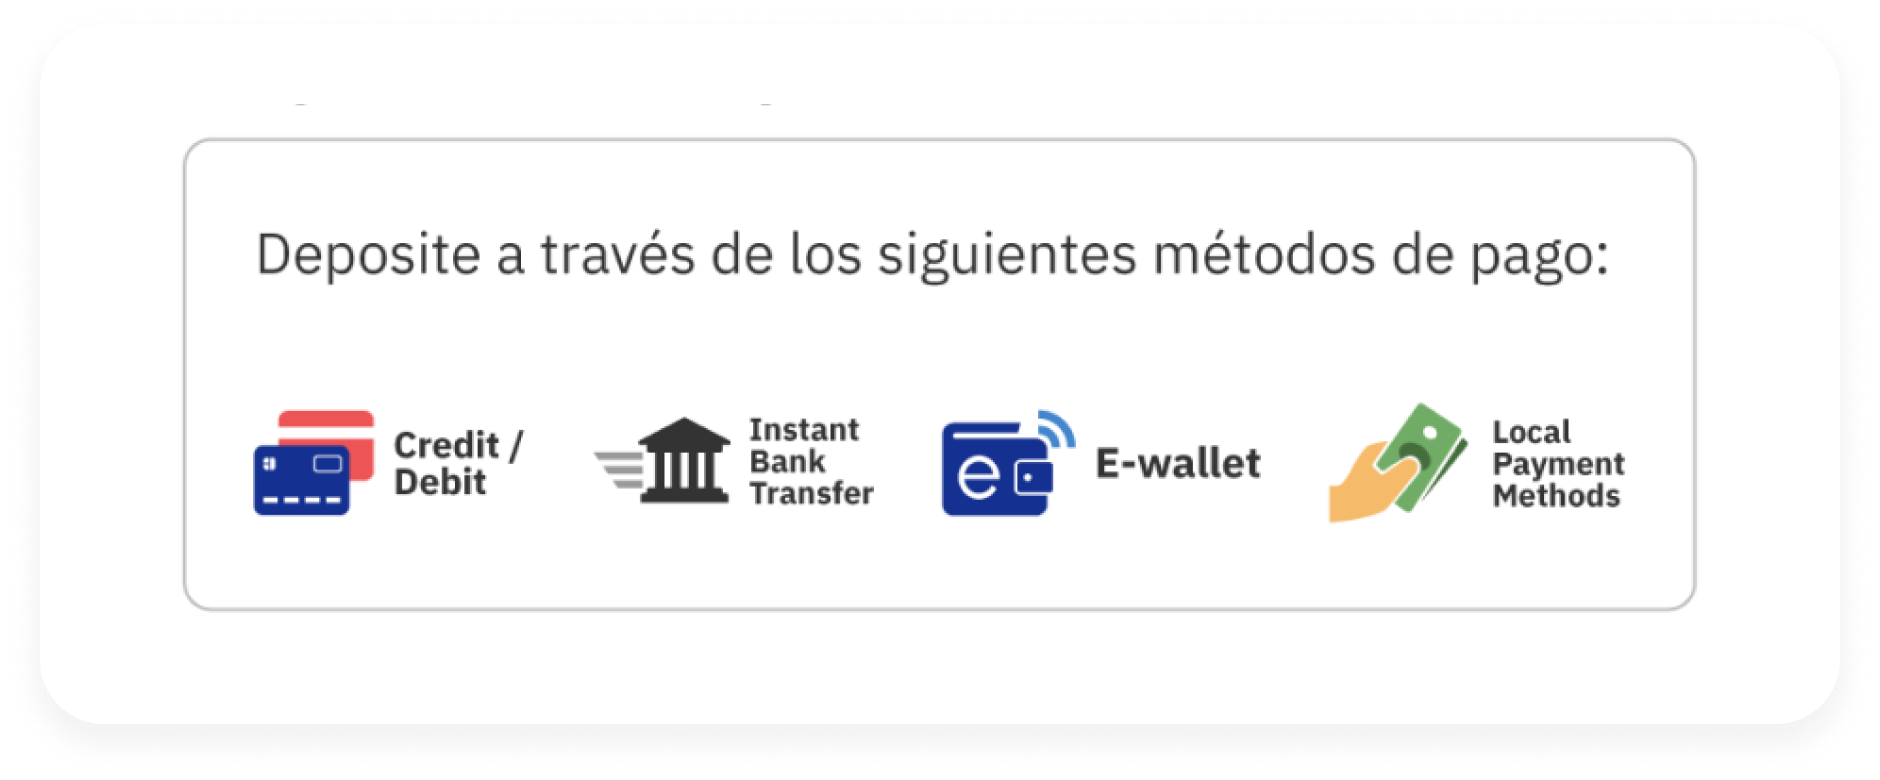 Deposite a través de los siguientes métodos de pago:
Credit /
Debit
Instant
Bank
Transfer
e
E-wallet
Local
Payment
Methods